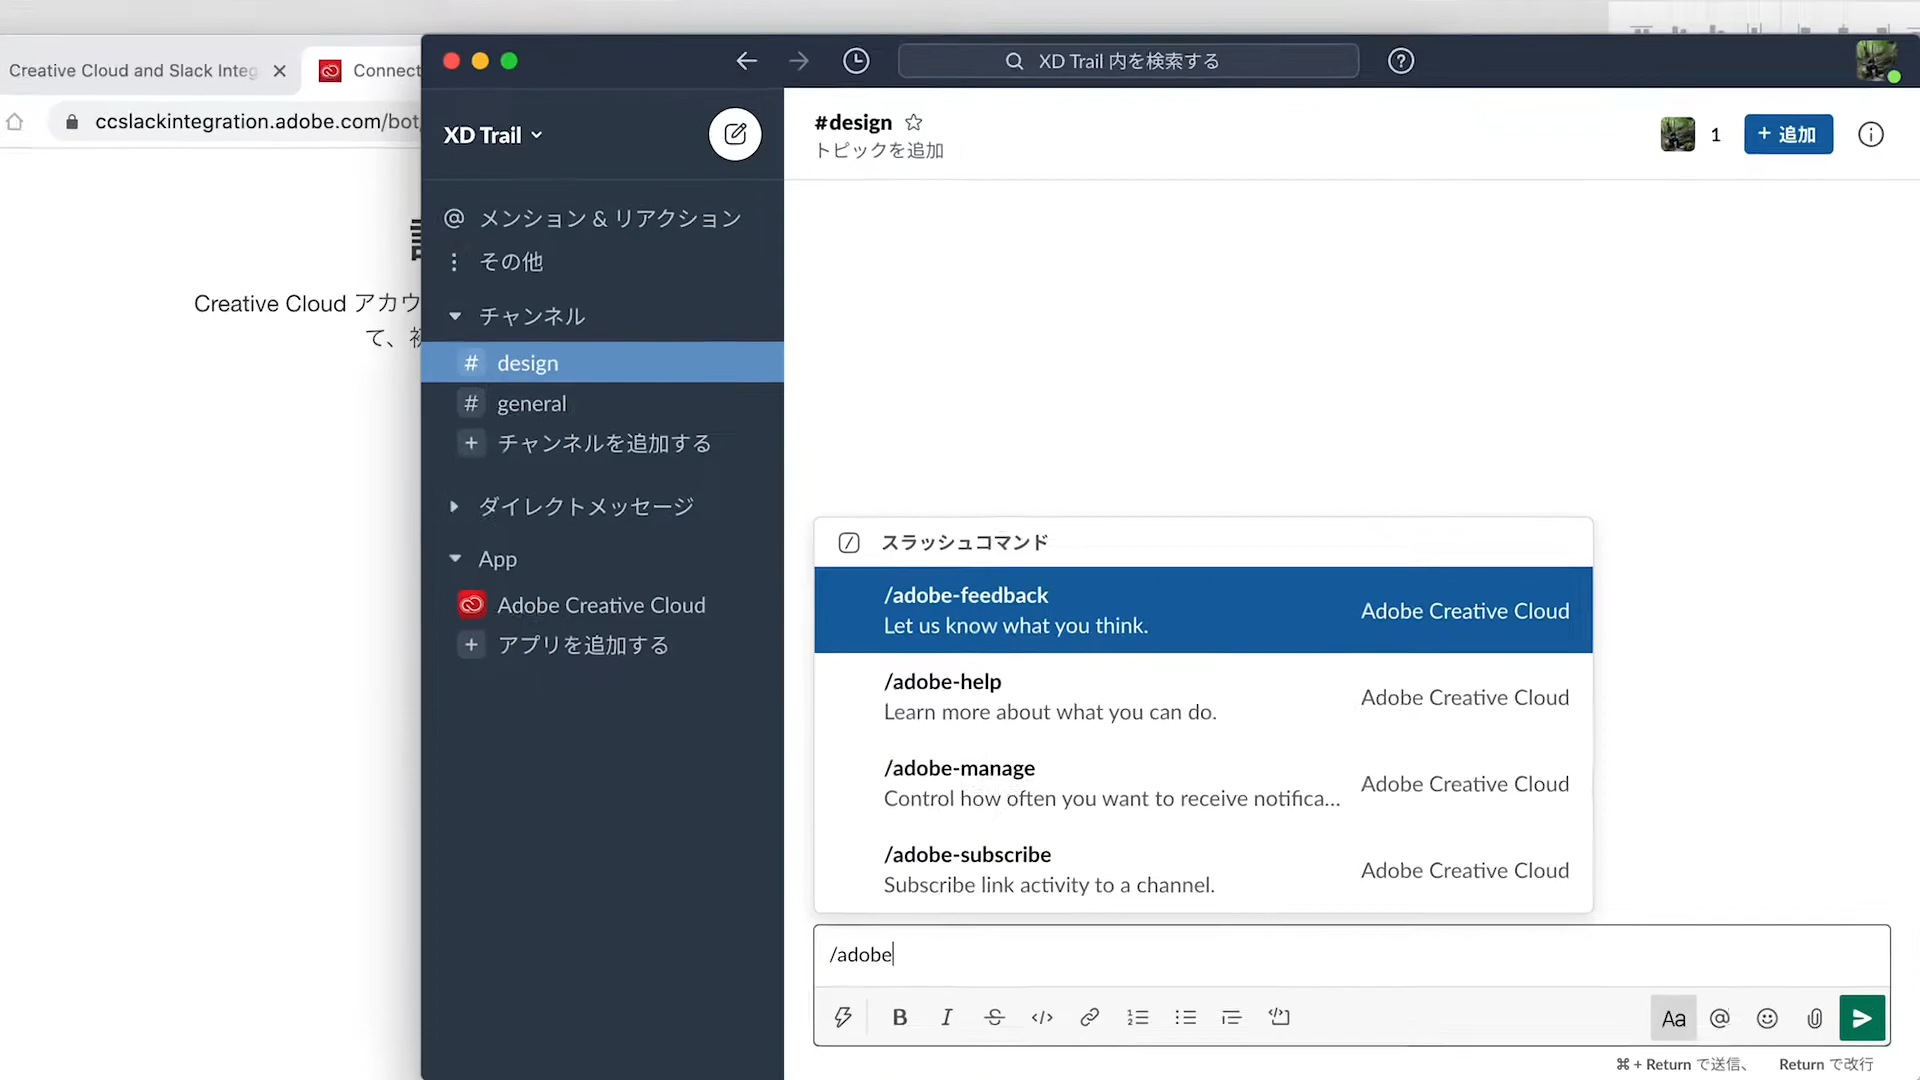 Creative Cloud and Slack Integ
Connect
ccslackintegration.adobe.com/bot
Creative Cloud アカウ
て、
XD Trail 内を検索する
XD Trail
@ メンション & リアクション
その他
チャンネル
# design
# general
+ チャンネルを追加する
ダイレクトメッセージ
App
Adobe Creative Cloud
+ アプリを追加する
#design
トピックを追加
1
+ 追加
スラッシュコマンド
/adobe-feedback
Let us know what you think.
Adobe Creative Cloud
/adobe-help
Learn more about what you can do.
Adobe Creative Cloud
/adobe-manage
Control how often you want to receive notifica...
Adobe Creative Cloud
/adobe-subscribe
Subscribe link activity to a channel.
Adobe Creative Cloud
/adobe
B I S
Aa @
⌘ + Return で送信、 Return で改行